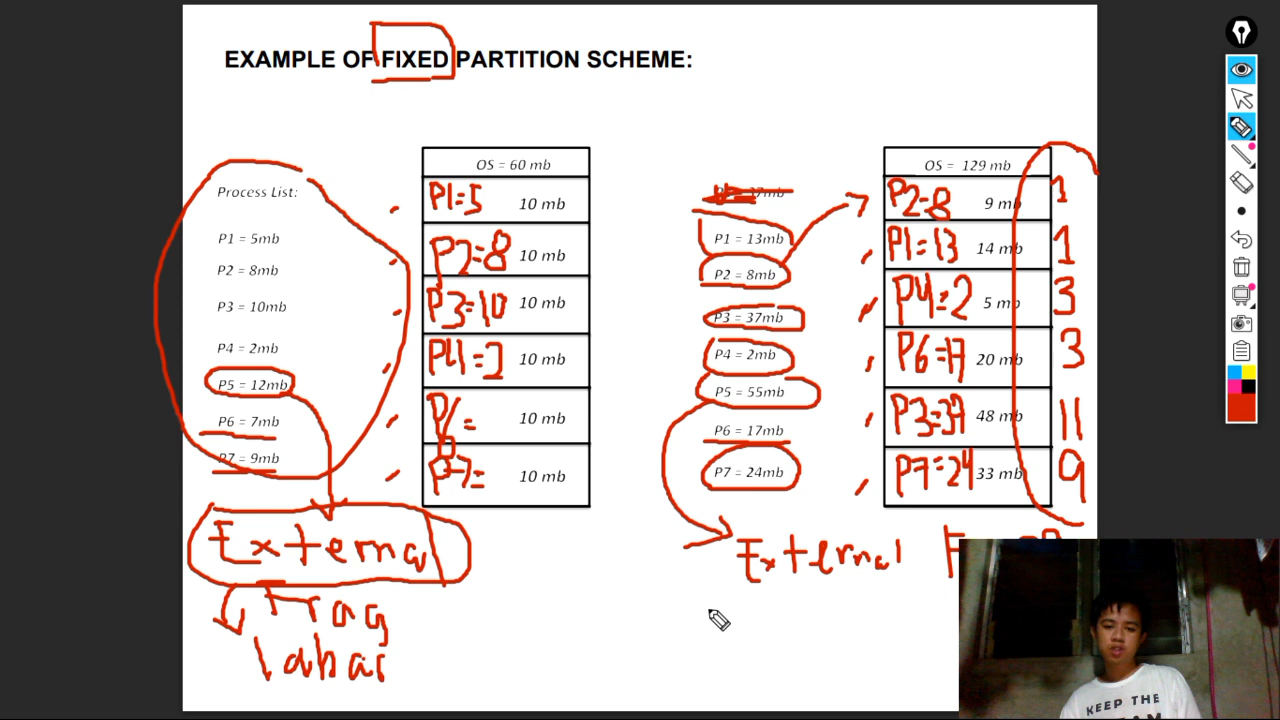 EXAMPLE OF FIXED PARTITION SCHEME:
Process List:
P1 = 5mb
P2 = 8mb
P3 = 10mb
P4 = 2mb
P5 = 12mb
P6 = 7mb
P7 = 9mb
OS = 60 mb
P1=5 10 mb
P2=8 10 mb
P3=10 10 mb
P4=2 10 mb
P6= 10 mb
P7= 10 mb
External
Frag
labas
P1 = 13mb
P2 = 8mb
P3 = 37mb
P4 = 2mb
P5 = 55mb
P6 = 17mb
P7 = 24mb
OS = 129 mb
P2=8 9 mb 1
P1=13 14 mb 1
P4=2 5 mb 3
P6=17 20 mb 3
P3=37 48 mb 11
P7=24 33 mb 9
External
KEEP THE